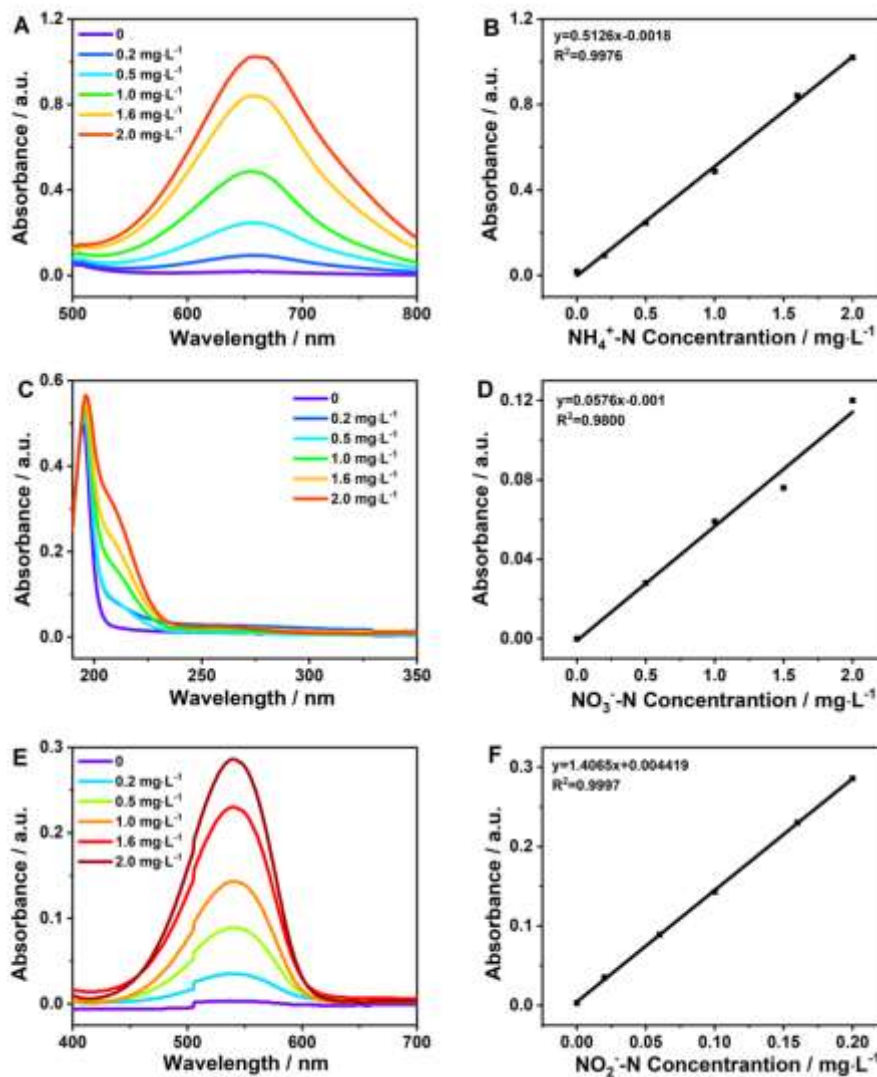 A
0
0.2 mg·L⁻¹
0.5 mg·L⁻¹
1.0 mg·L⁻¹
1.6 mg·L⁻¹
2.0 mg·L⁻¹
1.2
0.8
0.4
0.0
Absorbance / a.u.
500
600
700
800
Wavelength / nm
B
y=0.5126x-0.0018
R²=0.9976
1.2
0.8
0.4
0.0
Absorbance / a.u.
0.0
0.5
1.0
1.5
2.0
NH₄⁺-N Concentrantion / mg·L⁻¹
C
0
0.2 mg·L⁻¹
0.5 mg·L⁻¹
1.0 mg·L⁻¹
1.6 mg·L⁻¹
2.0 mg·L⁻¹
0.6
0.4
0.2
0.0
Absorbance / a.u.
200
250
300
350
Wavelength / nm
D
y=0.0576x-0.001
R²=0.9800
0.12
0.08
0.04
0.00
Absorbance / a.u.
0.0
0.5
1.0
1.5
2.0
NO₃⁻-N Concentrantion / mg·L⁻¹
E
0
0.2 mg·L⁻¹
0.5 mg·L⁻¹
1.0 mg·L⁻¹
1.6 mg·L⁻¹
2.0 mg·L⁻¹
0.3
0.2
0.1
0.0
Absorbance / a.u.
400
500
600
700
Wavelength / nm
F
y=1.4065x+0.004419
R²=0.9997
0.3
0.2
0.1
0.0
Absorbance / a.u.
0.00
0.05
0.10
0.15
0.20
NO₂⁻-N Concentrantion / mg·L⁻¹